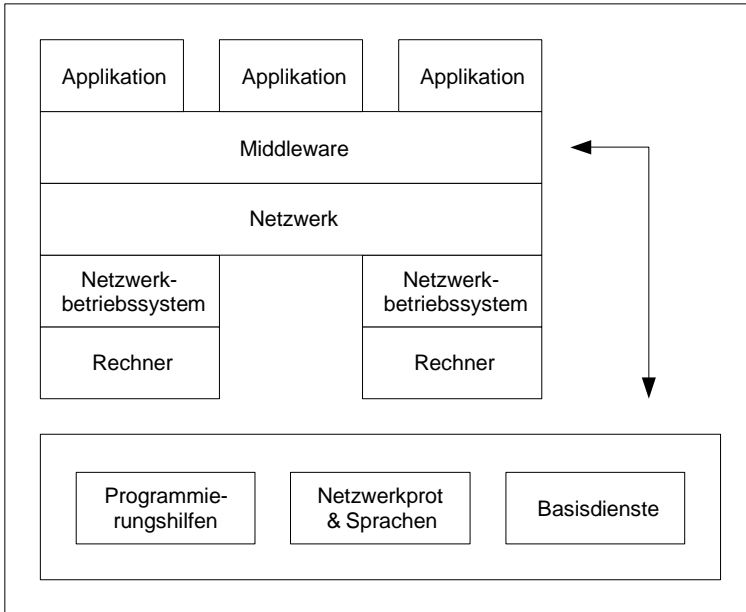 Applikation
Applikation
Applikation
Middleware
Netzwerk
Netzwerk-
betriebssystem
Netzwerk-
betriebssystem
Rechner
Rechner
Programmie-
rungshilfen
Netzwerkprot
& Sprachen
Basisdienste